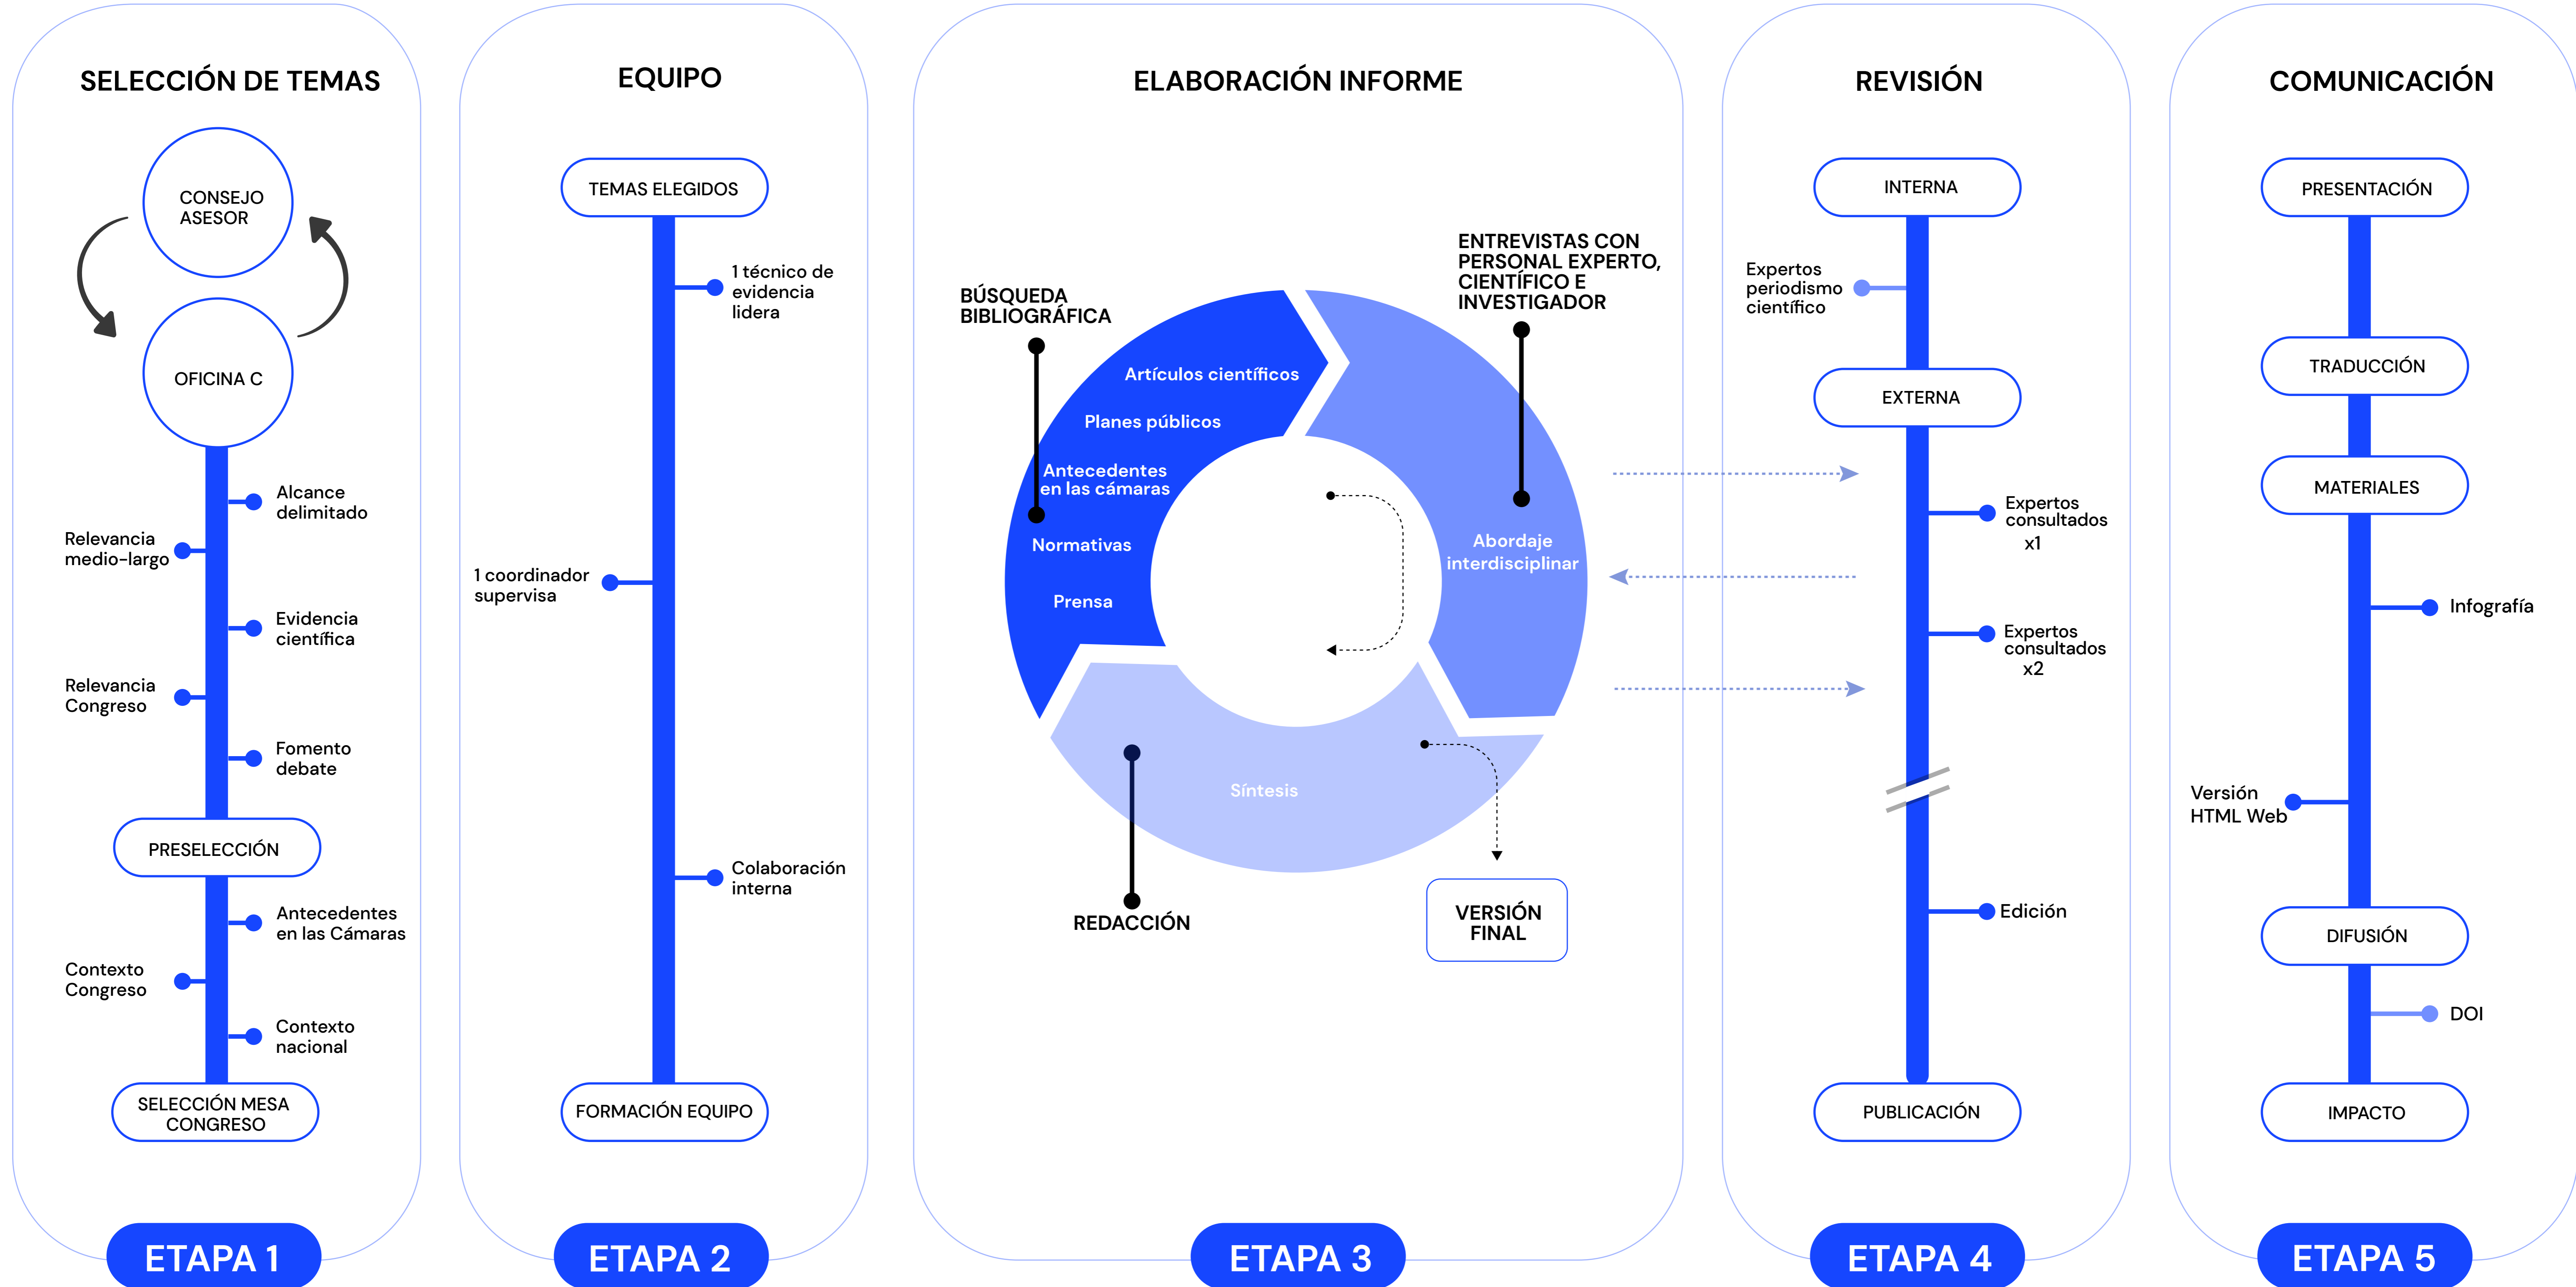 SELECCIÓN DE TEMAS
CONSEJO
ASESOR
OFICINA C
Alcance
delimitado
Relevancia
medio-largo
Evidencia
científica
Relevancia
Congreso
Fomento
debate
PRESELECCIÓN
Antecedentes
en las Cámaras
Contexto
Congreso
Contexto
nacional
SELECCIÓN MESA
CONGRESO
ETAPA 1
EQUIPO
TEMAS ELEGIDOS
1 técnico de
evidencia
lidera
1 coordinador
supervisa
Colaboración
interna
FORMACIÓN EQUIPO
ETAPA 2
ELABORACIÓN INFORME
BÚSQUEDA
BIBLIOGRÁFICA
Artículos científicos
Planes públicos
Antecedentes
en las cámaras
Normativas
Prensa
ENTREVISTAS CON
PERSONAL EXPERTO,
CIENTÍFICO E
INVESTIGADOR
Abordaje
interdisciplinar
Síntesis
REDACCIÓN
VERSIÓN
FINAL
ETAPA 3
REVISIÓN
INTERNA
Expertos
periodismo
científico
EXTERNA
Expertos
consultados
x1
Expertos
consultados
x2
Edición
PUBLICACIÓN
ETAPA 4
COMUNICACIÓN
PRESENTACIÓN
TRADUCCIÓN
MATERIALES
Infografía
Versión
HTML Web
DIFUSIÓN
DOI
IMPACTO
ETAPA 5